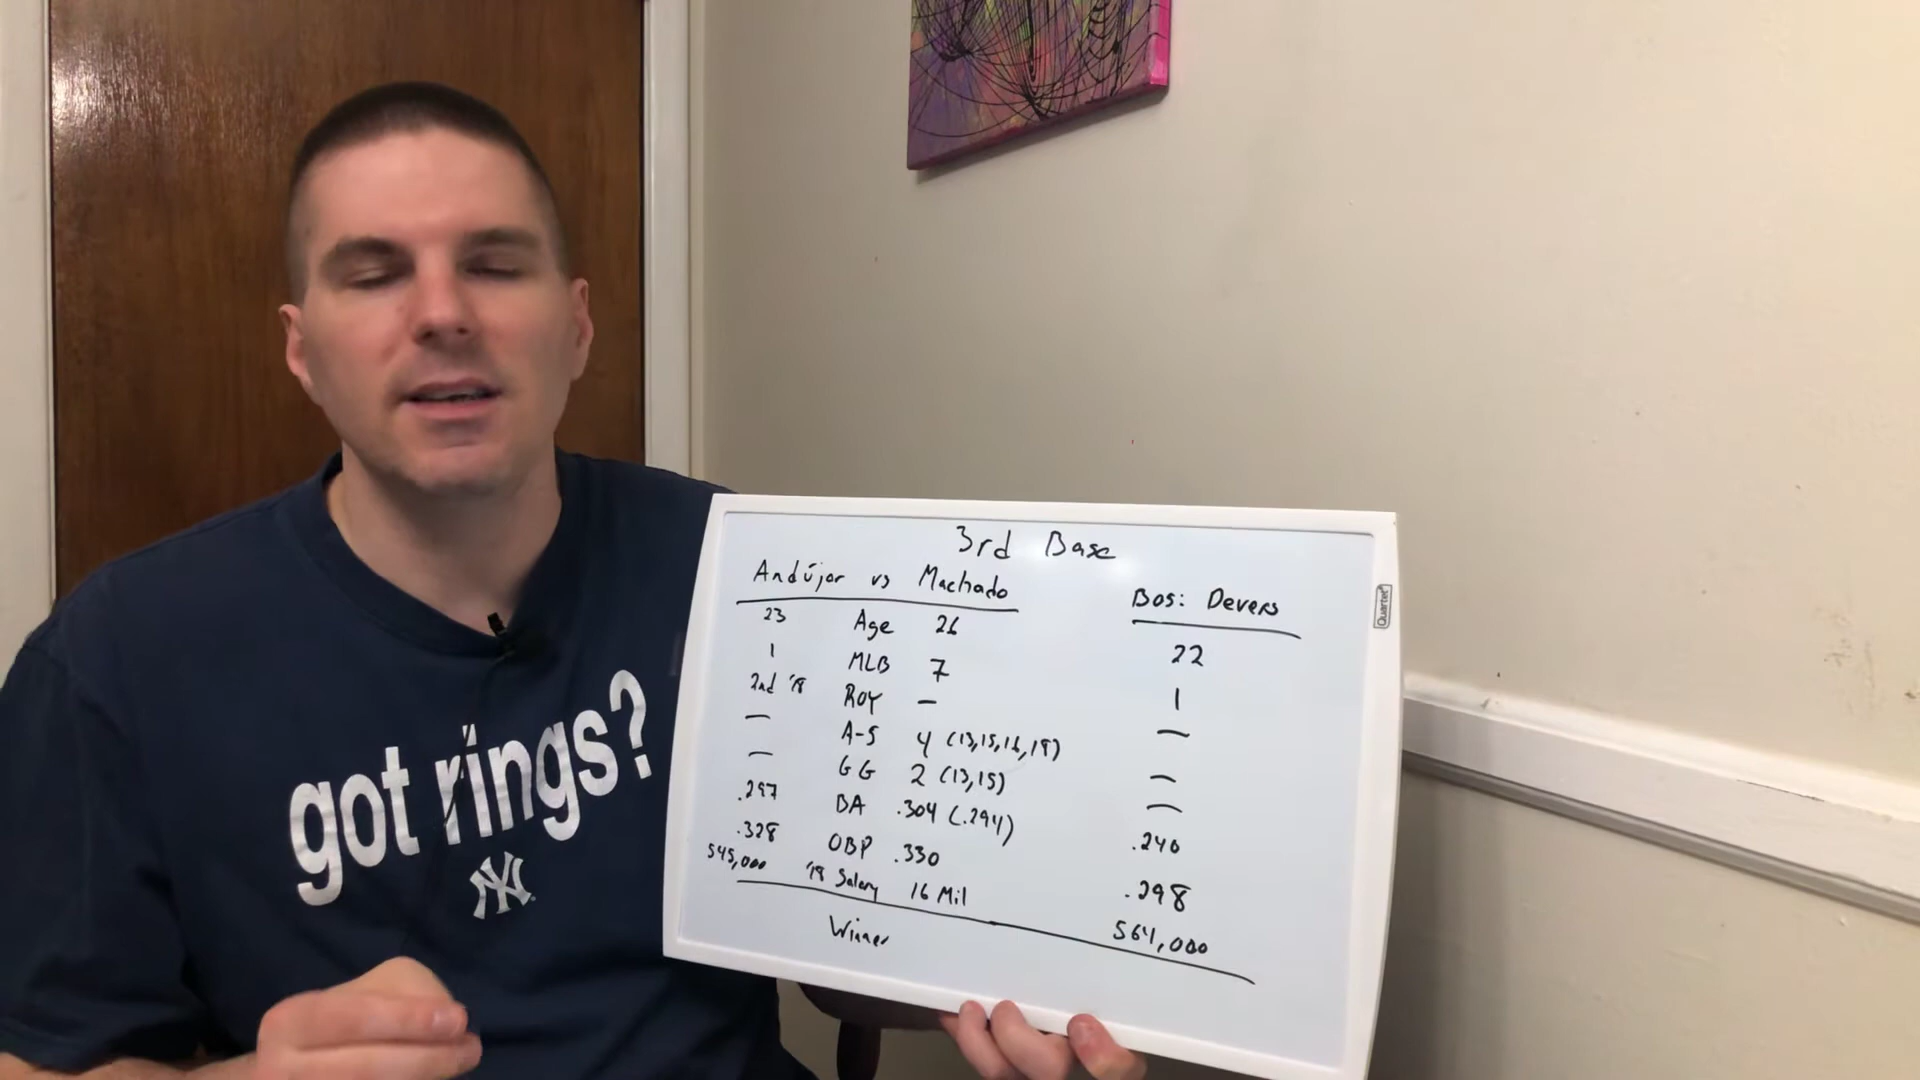 3rd Base
Andújar vs Machado
Bos: Devers
23 Age 26 22
1 MLB 7 1
2nd '18 ROY — —
— A-S 4 (13,15,16,18) —
— GG 2 (13,15) —
.297 BA .304 (.294) .240
.328 OBP .330 .298
545,000 '18 Salary 16 Mil 564,000
Winner
Quartet
got rings?
NY